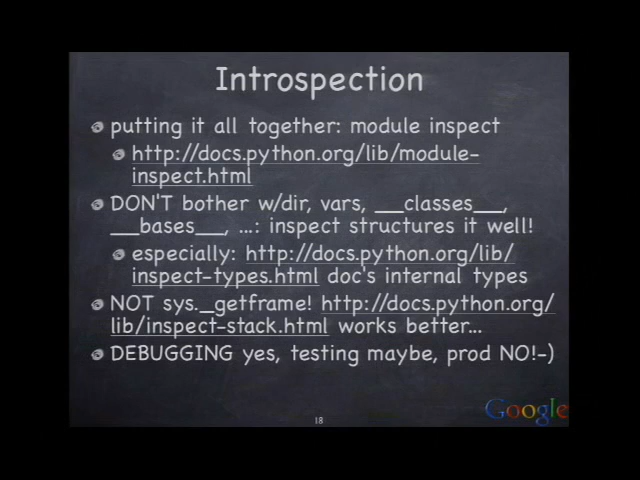 Introspection
putting it all together: module inspect
http://docs.python.org/lib/module-
inspect.html
DON'T bother w/dir, vars, __classes__,
__bases__, ...: inspect structures it well!
especially: http://docs.python.org/lib/
inspect-types.html doc's internal types
NOT sys._getframe! http://docs.python.org/
lib/inspect-stack.html works better...
DEBUGGING yes, testing maybe, prod NO!-)
Google
18